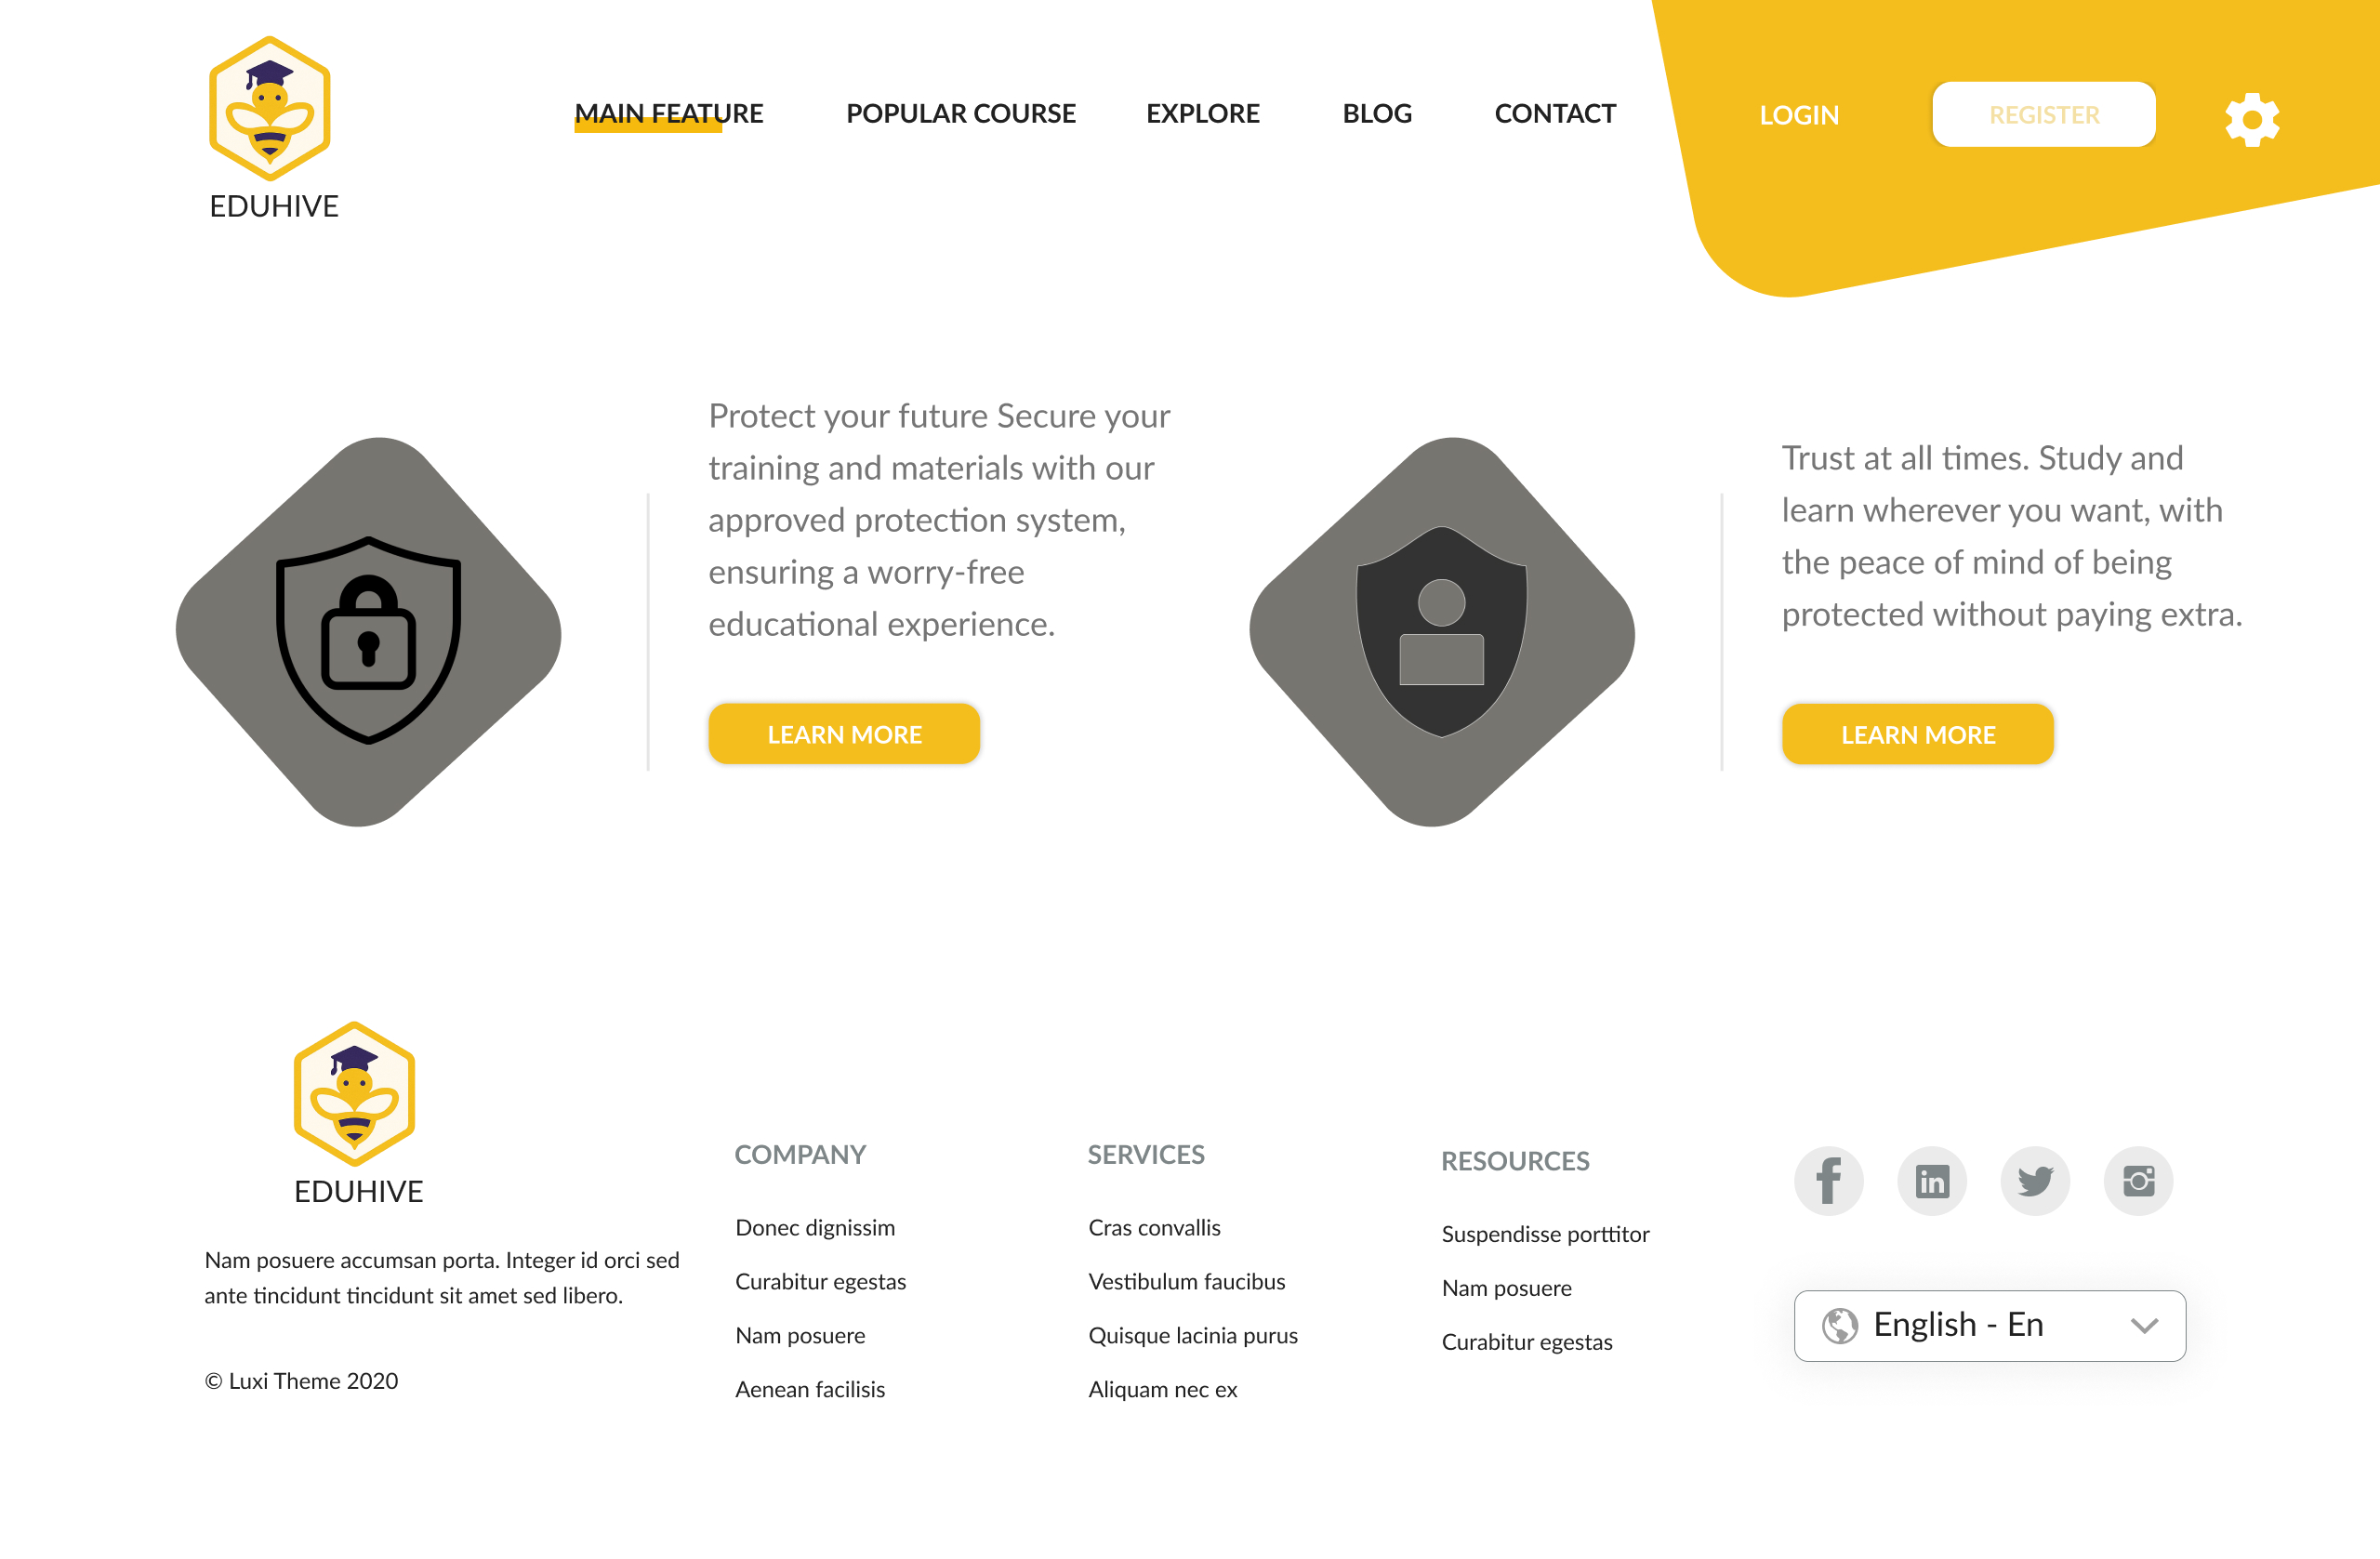 EDUHIVE
MAIN FEATURE
POPULAR COURSE
EXPLORE
BLOG
CONTACT
LOGIN
REGISTER
Protect your future Secure your
training and materials with our
approved protection system,
ensuring a worry-free
educational experience.
LEARN MORE
Trust at all times. Study and
learn wherever you want, with
the peace of mind of being
protected without paying extra.
LEARN MORE
EDUHIVE
Nam posuere accumsan porta. Integer id orci sed
ante tincidunt tincidunt sit amet sed libero.
© Luxi Theme 2020
COMPANY
Donec dignissim
Curabitur egestas
Nam posuere
Aenean facilisis
SERVICES
Cras convallis
Vestibulum faucibus
Quisque lacinia purus
Aliquam nec ex
RESOURCES
Suspendisse porttitor
Nam posuere
Curabitur egestas
f
in
English - En